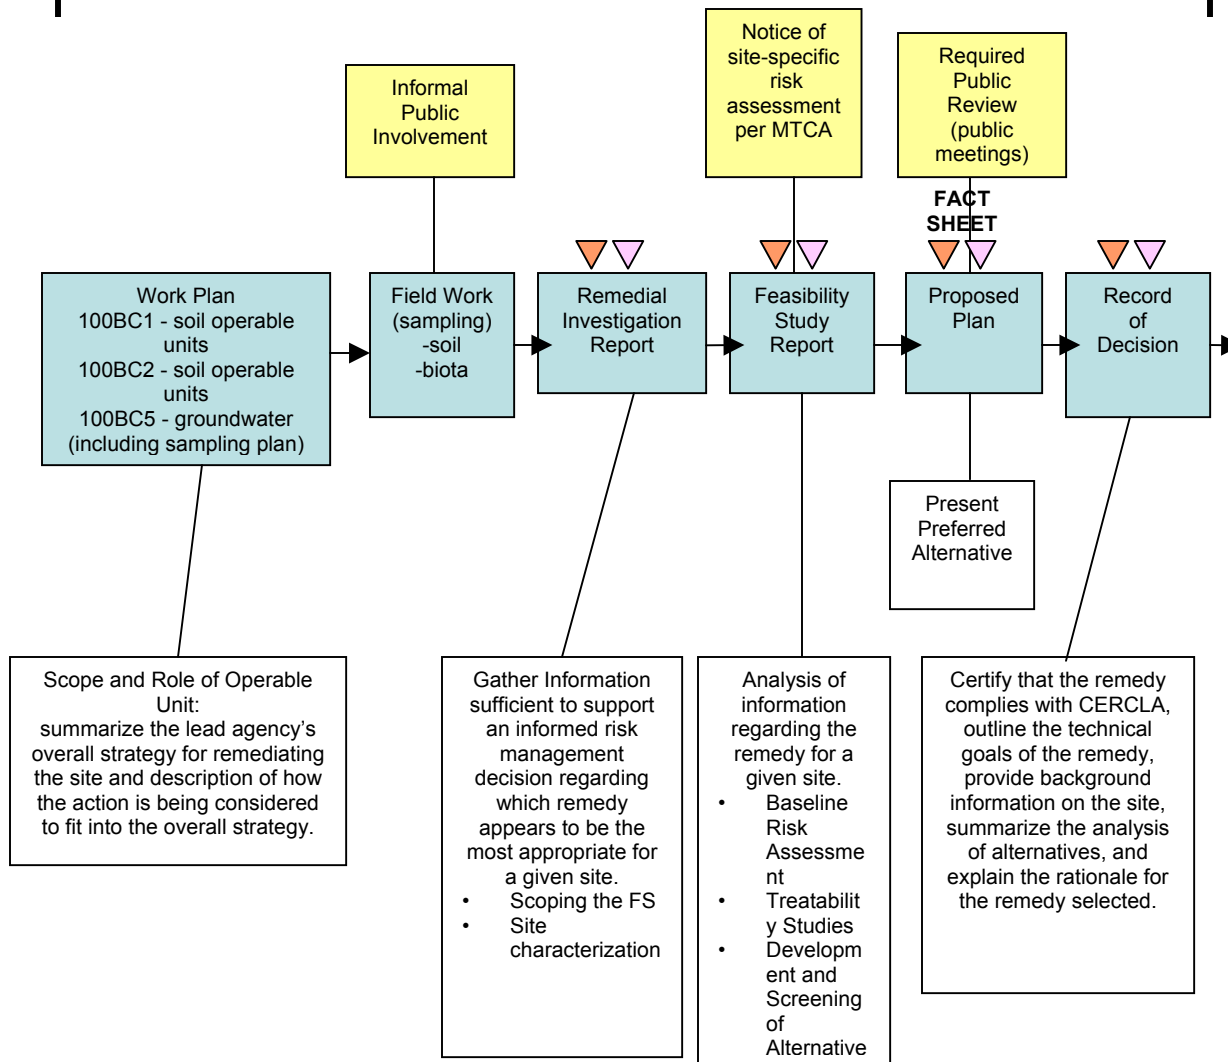 Notice of
site-specific
risk
assessment
per MTCA
Required
Public
Review
(public
meetings)
Informal
Public
Involvement
FACT
SHEET
Work Plan
100BC1 - soil operable
units
100BC2 - soil operable
units
100BC5 - groundwater
(including sampling plan)
Field Work
(sampling)
-soil
-biota
Remedial
Investigation
Report
Feasibility
Study
Report
Proposed
Plan
Record
of
Decision
Present
Preferred
Alternative
Scope and Role of Operable
Unit:
summarize the lead agency’s
overall strategy for remediating
the site and description of how
the action is being considered
to fit into the overall strategy.
Gather Information
sufficient to support
an informed risk
management
decision regarding
which remedy
appears to be the
most appropriate for
a given site.
• Scoping the FS
• Site
characterization
Analysis of
information
regarding the
remedy for a
given site.
• Baseline
Risk
Assessme
nt
• Treatabilit
y Studies
• Developm
ent and
Screening
of
Alternative
Certify that the remedy
complies with CERCLA,
outline the technical
goals of the remedy,
provide background
information on the site,
summarize the analysis
of alternatives, and
explain the rationale for
the remedy selected.